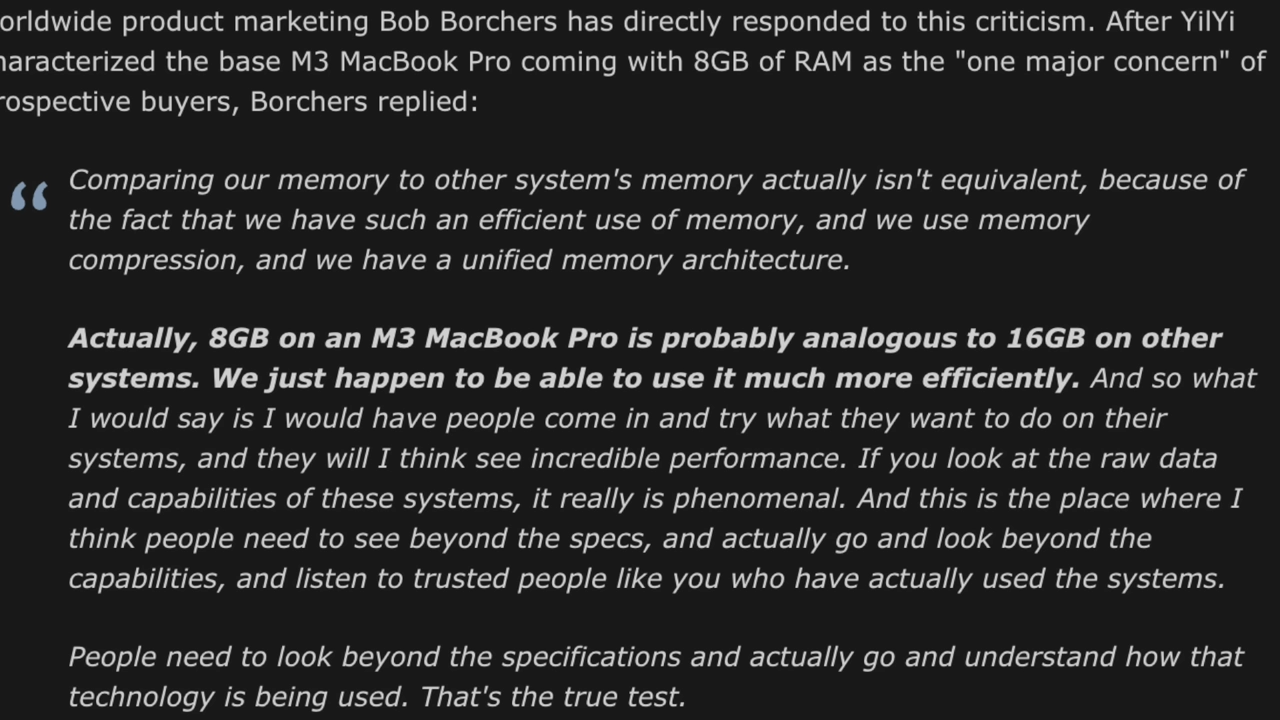 orldwide product marketing Bob Borchers has directly responded to this criticism. After YilYi
haracterized the base M3 MacBook Pro coming with 8GB of RAM as the "one major concern" of
rospective buyers, Borchers replied:
“ Comparing our memory to other system's memory actually isn't equivalent, because of
the fact that we have such an efficient use of memory, and we use memory
compression, and we have a unified memory architecture.
Actually, 8GB on an M3 MacBook Pro is probably analogous to 16GB on other
systems. We just happen to be able to use it much more efficiently. And so what
I would say is I would have people come in and try what they want to do on their
systems, and they will I think see incredible performance. If you look at the raw data
and capabilities of these systems, it really is phenomenal. And this is the place where I
think people need to see beyond the specs, and actually go and look beyond the
capabilities, and listen to trusted people like you who have actually used the systems.
People need to look beyond the specifications and actually go and understand how that
technology is being used. That's the true test.